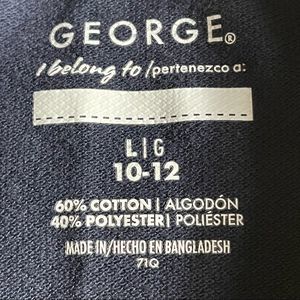 GEORGE®
I belong to/pertenezco a:
L|G
10-12
60% COTTON | ALGODÓN
40% POLYESTER | POLIÉSTER
MADE IN/HECHO EN BANGLADESH
71Q